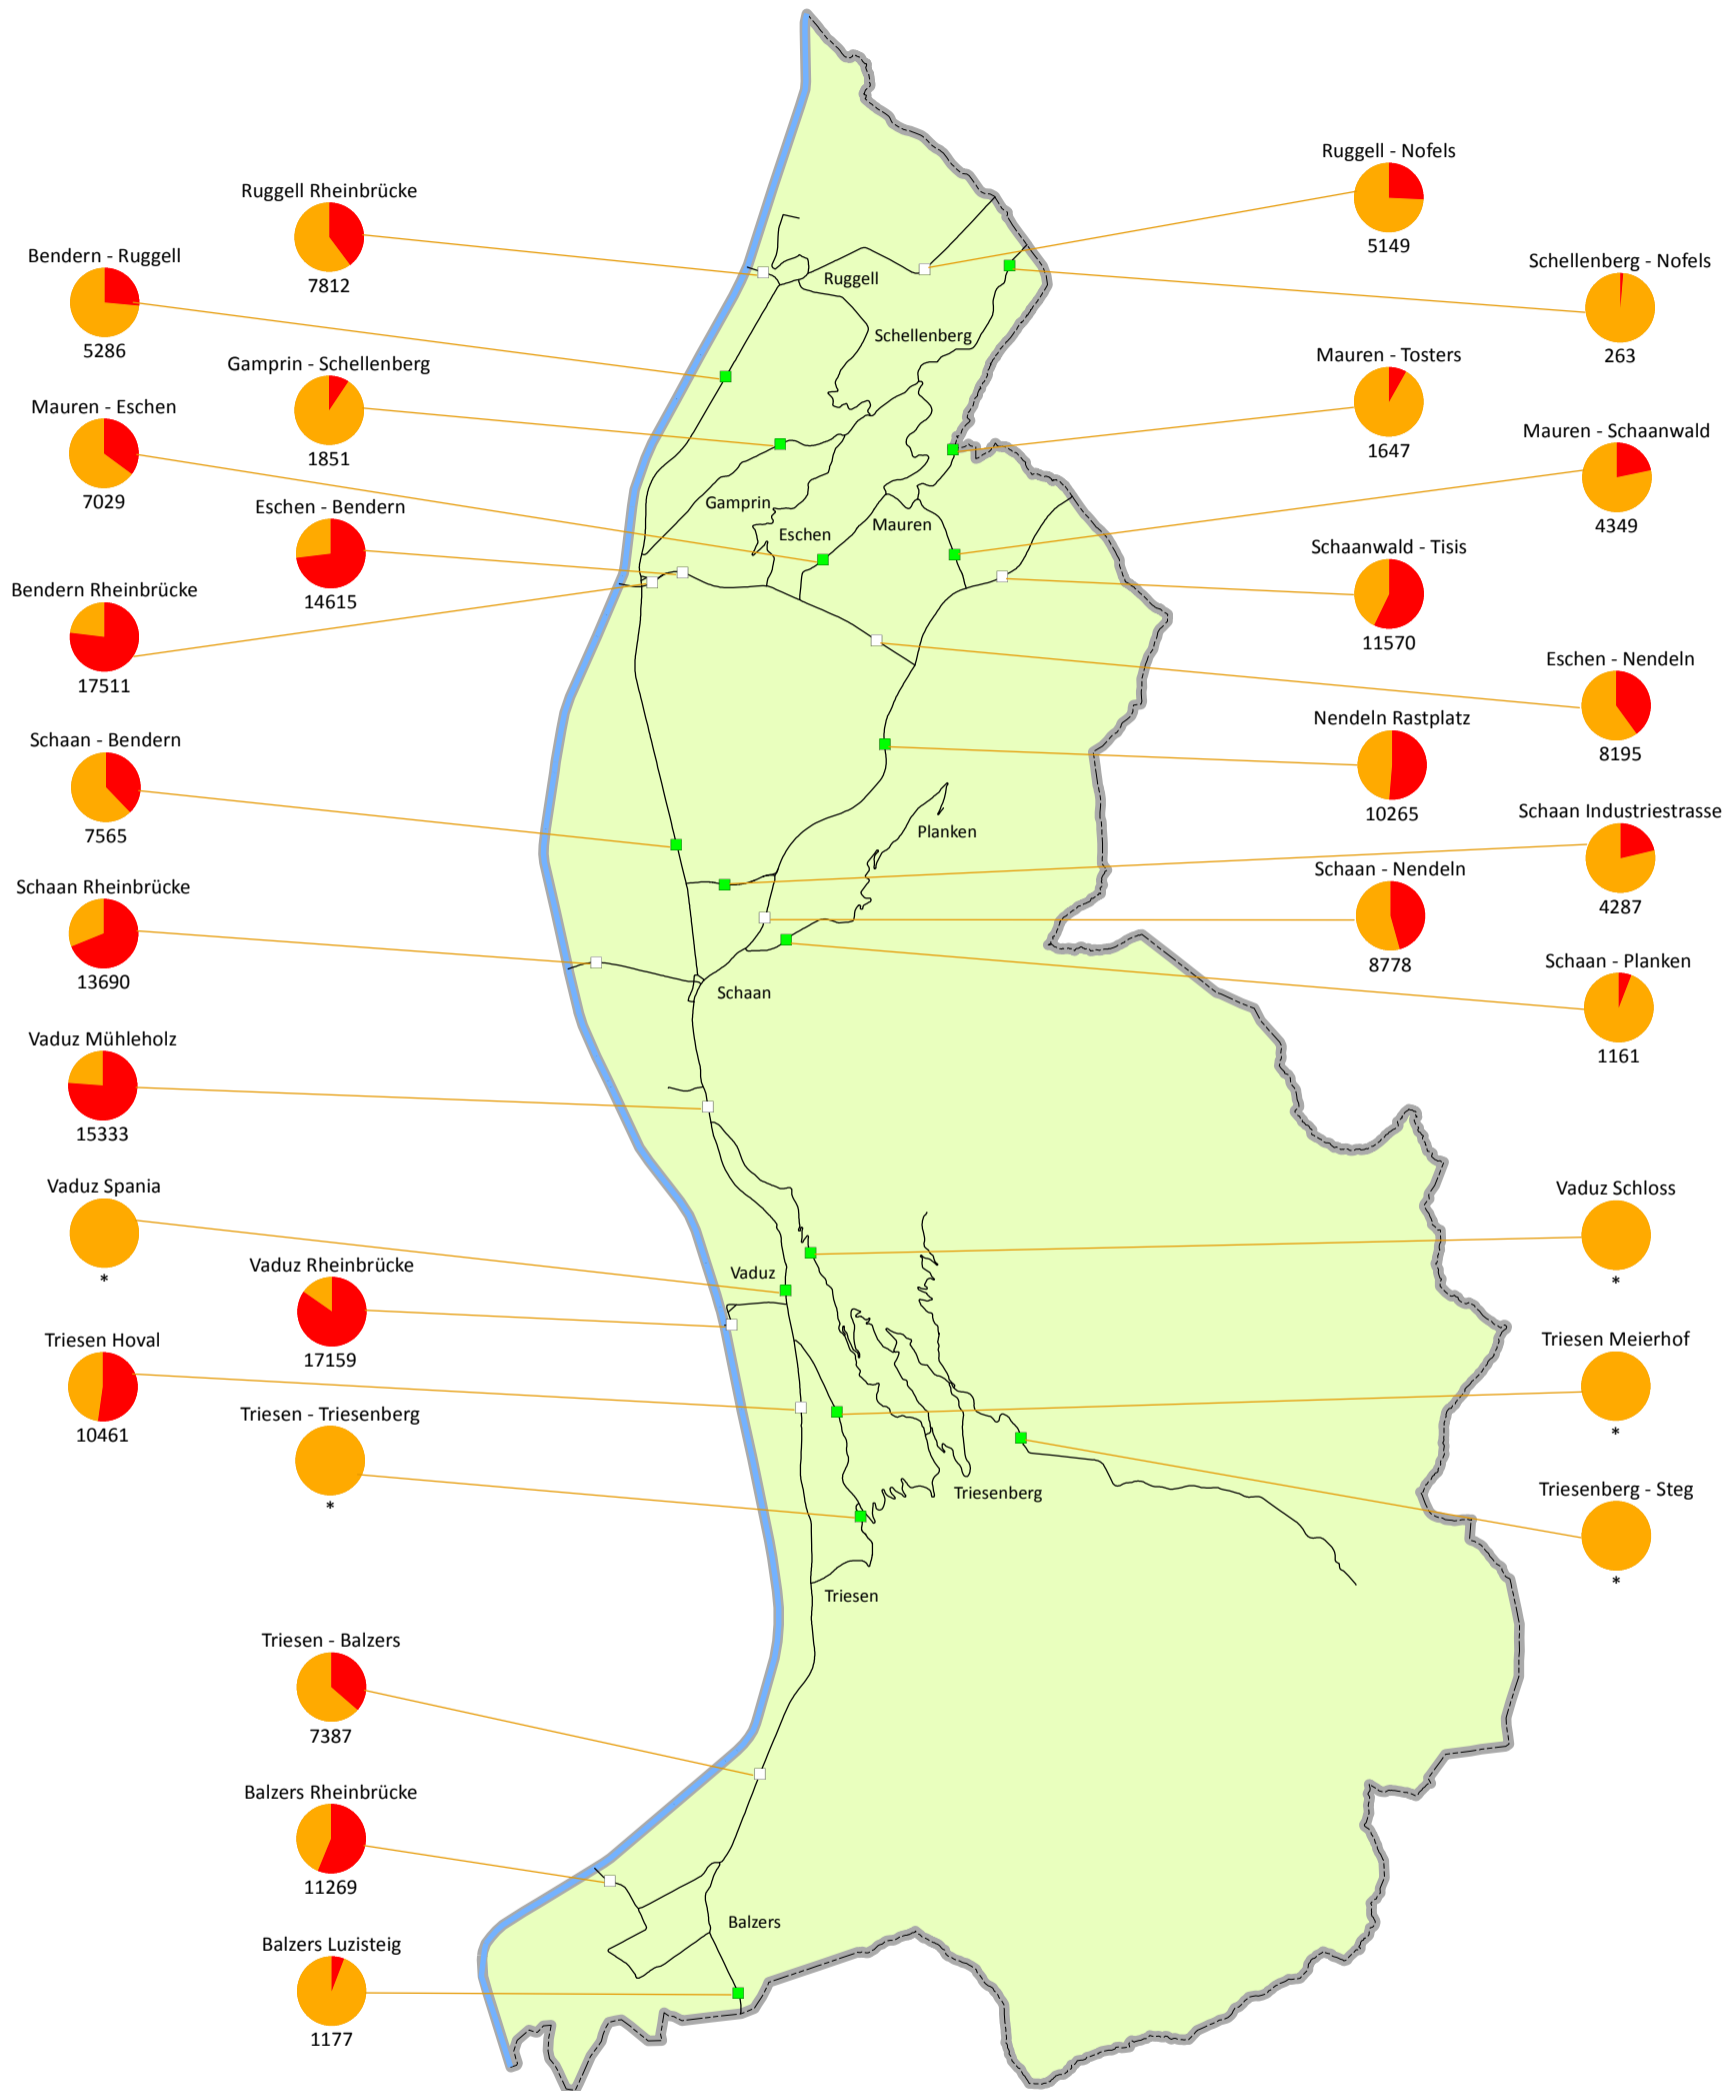 Ruggell Rheinbrücke
7812
Bendern - Ruggell
5286
Gamprin - Schellenberg
1851
Mauren - Eschen
7029
Eschen - Bendern
14615
Bendern Rheinbrücke
17511
Schaan - Bendern
7565
Schaan Rheinbrücke
13690
Vaduz Mühleholz
15333
Vaduz Spania
*
Vaduz Rheinbrücke
17159
Triesen Hoval
10461
Triesen - Triesenberg
*
Triesen - Balzers
7387
Balzers Rheinbrücke
11269
Balzers Luzisteig
1177
Ruggell
Schellenberg
Gamprin
Eschen
Mauren
Planken
Schaan
Vaduz
Triesenberg
Triesen
Balzers
Ruggell - Nofels
5149
Schellenberg - Nofels
263
Mauren - Tosters
1647
Mauren - Schaanwald
4349
Schaanwald - Tisis
11570
Eschen - Nendeln
8195
Nendeln Rastplatz
10265
Schaan Industriestrasse
4287
Schaan - Nendeln
8778
Schaan - Planken
1161
Vaduz Schloss
*
Triesen Meierhof
*
Triesenberg - Steg
*